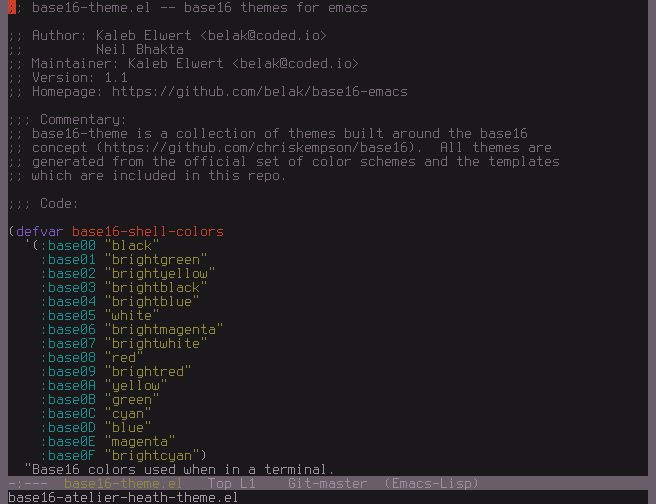 ;; base16-theme.el -- base16 themes for emacs
;; Author: Kaleb Elwert <belak@coded.io>
;;         Neil Bhakta
;; Maintainer: Kaleb Elwert <belak@coded.io>
;; Version: 1.1
;; Homepage: https://github.com/belak/base16-emacs
;;; Commentary:
;; base16-theme is a collection of themes built around the base16
;; concept (https://github.com/chriskempson/base16).  All themes are
;; generated from the official set of color schemes and the templates
;; which are included in this repo.
;;; Code:
(defvar base16-shell-colors
  '(:base00 "black"
    :base01 "brightgreen"
    :base02 "brightyellow"
    :base03 "brightblack"
    :base04 "brightblue"
    :base05 "white"
    :base06 "brightmagenta"
    :base07 "brightwhite"
    :base08 "red"
    :base09 "brightred"
    :base0A "yellow"
    :base0B "green"
    :base0C "cyan"
    :base0D "blue"
    :base0E "magenta"
    :base0F "brightcyan")
  "Base16 colors used when in a terminal.
-:---  base16-theme.el   Top L1    Git-master  (Emacs-Lisp)
base16-atelier-heath-theme.el